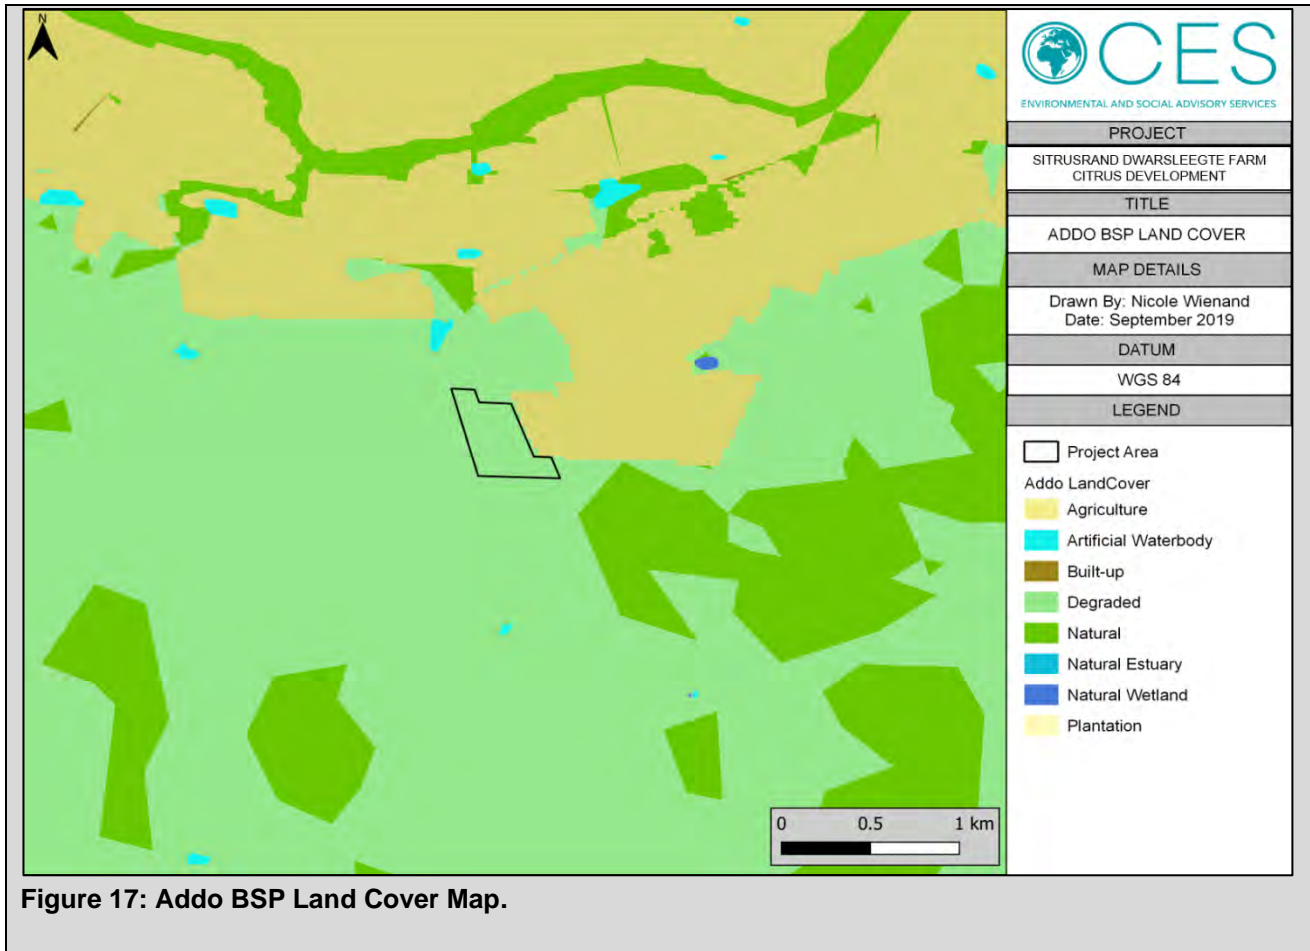 N
CES
ENVIRONMENTAL AND SOCIAL ADVISORY SERVICES
PROJECT
SITRUSRAND DWARSLEEGTE FARM
CITRUS DEVELOPMENT
TITLE
ADDO BSP LAND COVER
MAP DETAILS
Drawn By: Nicole Wienand
Date: September 2019
DATUM
WGS 84
LEGEND
Project Area
Addo LandCover
Agriculture
Artificial Waterbody
Built-up
Degraded
Natural
Natural Estuary
Natural Wetland
Plantation
0 0.5 1 km
Figure 17: Addo BSP Land Cover Map.